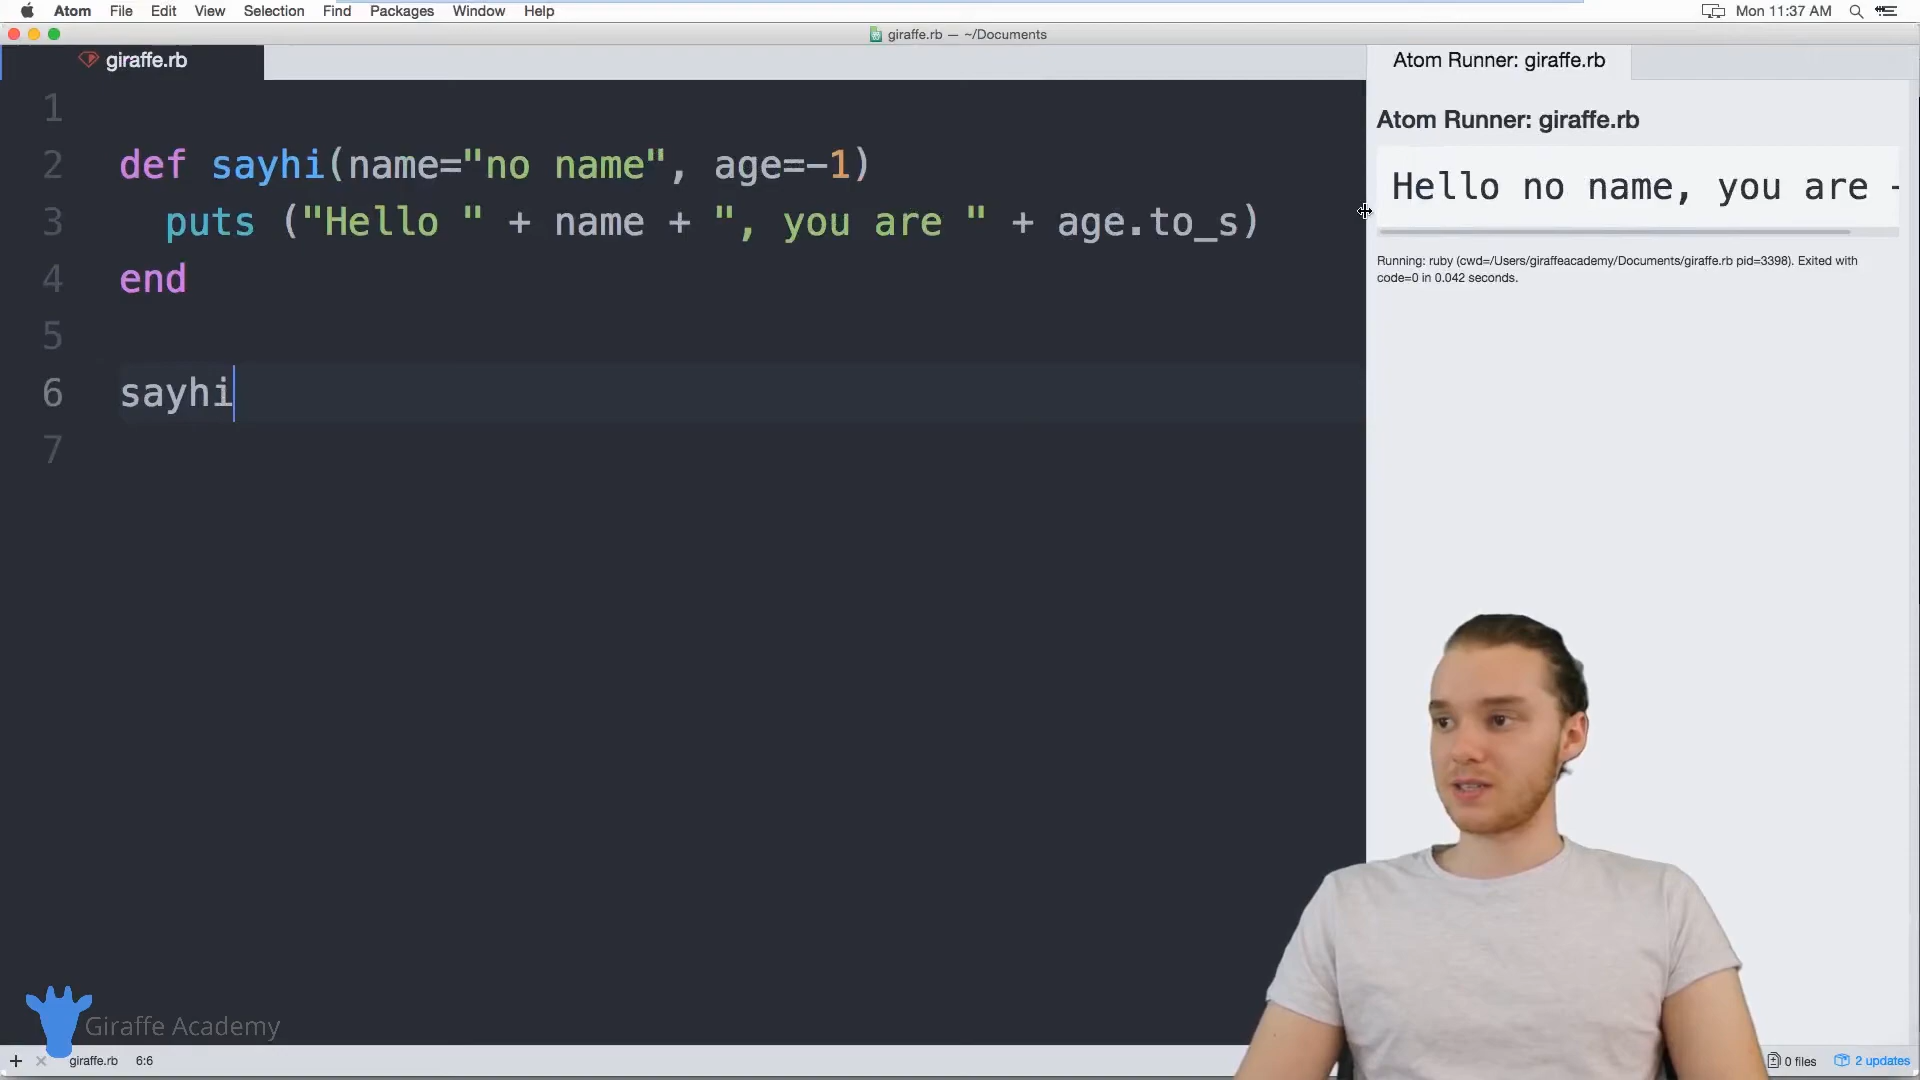 Atom File Edit View Selection Find Packages Window Help
Mon 11:37 AM
giraffe.rb — ~/Documents
giraffe.rb
Atom Runner: giraffe.rb
1
2 def sayhi(name="no name", age=-1)
3 puts ("Hello " + name + ", you are " + age.to_s)
4 end
5
6 sayhi
7
Atom Runner: giraffe.rb
Hello no name, you are -
Running: ruby (cwd=/Users/giraffeacademy/Documents/giraffe.rb pid=3398). Exited with
code=0 in 0.042 seconds.
Giraffe Academy
+ × giraffe.rb 6:6
0 files 2 updates